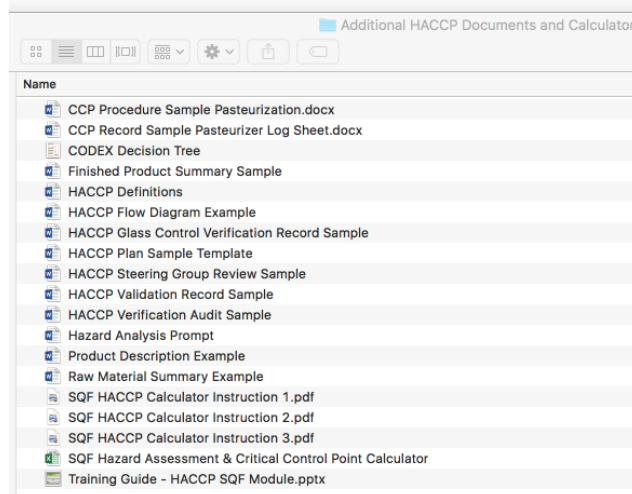 Additional HACCP Documents and Calculator
Name
CCP Procedure Sample Pasteurization.docx
CCP Record Sample Pasteurizer Log Sheet.docx
CODEX Decision Tree
Finished Product Summary Sample
HACCP Definitions
HACCP Flow Diagram Example
HACCP Glass Control Verification Record Sample
HACCP Plan Sample Template
HACCP Steering Group Review Sample
HACCP Validation Record Sample
HACCP Verification Audit Sample
Hazard Analysis Prompt
Product Description Example
Raw Material Summary Example
SQF HACCP Calculator Instruction 1.pdf
SQF HACCP Calculator Instruction 2.pdf
SQF HACCP Calculator Instruction 3.pdf
SQF Hazard Assessment & Critical Control Point Calculator
Training Guide - HACCP SQF Module.pptx